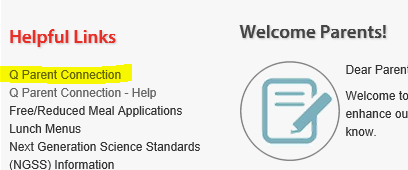 Helpful Links
Q Parent Connection
Q Parent Connection - Help
Free/Reduced Meal Applications
Lunch Menus
Next Generation Science Standards
(NGSS) Information
Welcome Parents!
Dear Parent
Welcome to
enhance ou
know.